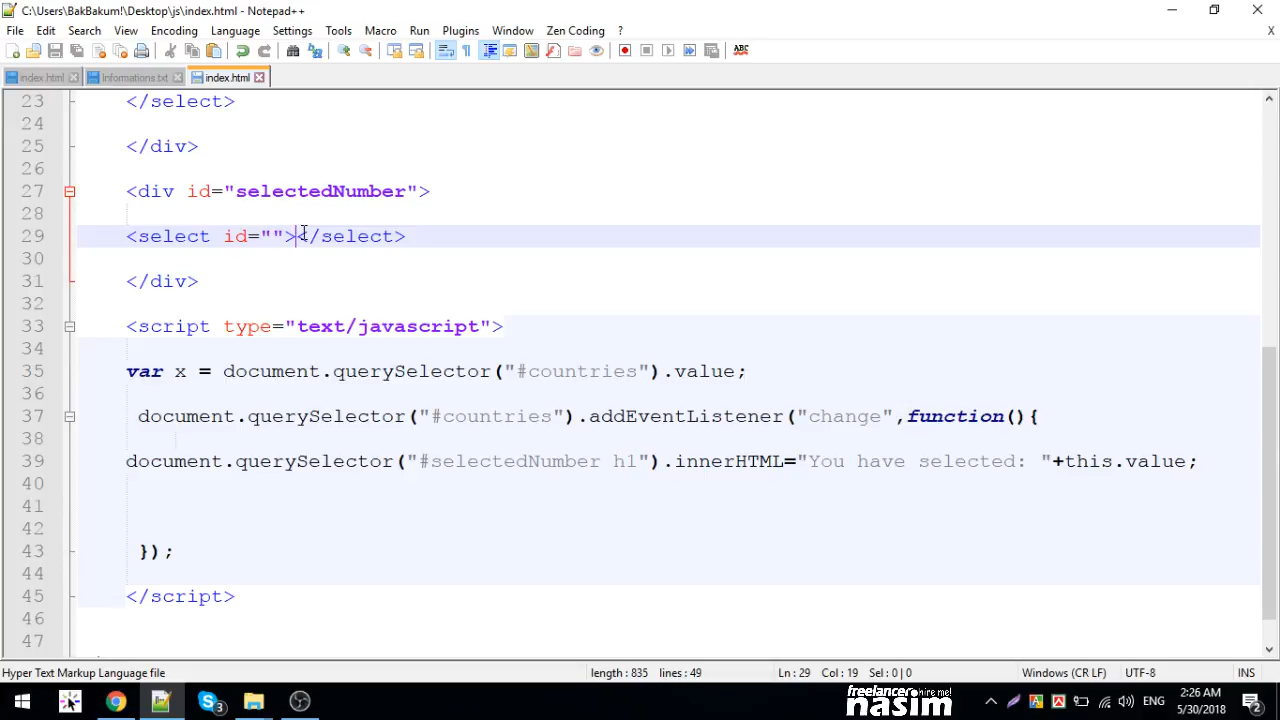 C:\Users\BakBakum!\Desktop\js\index.html - Notepad++
File Edit Search View Encoding Language Settings Tools Macro Run Plugins Window Zen Coding ? X
index.html Informations.txt index.html
23 </select>
24
25 </div>
26
27 <div id="selectedNumber">
28
29 <select id=""></select>
30
31 </div>
32
33 <script type="text/javascript">
34
35 var x = document.querySelector("#countries").value;
36
37 document.querySelector("#countries").addEventListener("change",function(){
38
39 document.querySelector("#selectedNumber h1").innerHTML="You have selected: "+this.value;
40
41
42
43 });
44
45 </script>
46
47
Hyper Text Markup Language file length : 835 lines : 49 Ln : 29 Col : 19 Sel : 0 | 0 Windows (CR LF) UTF-8 INS
3 freelancer hire me! nasim ENG 2:26 AM 5/30/2018 2